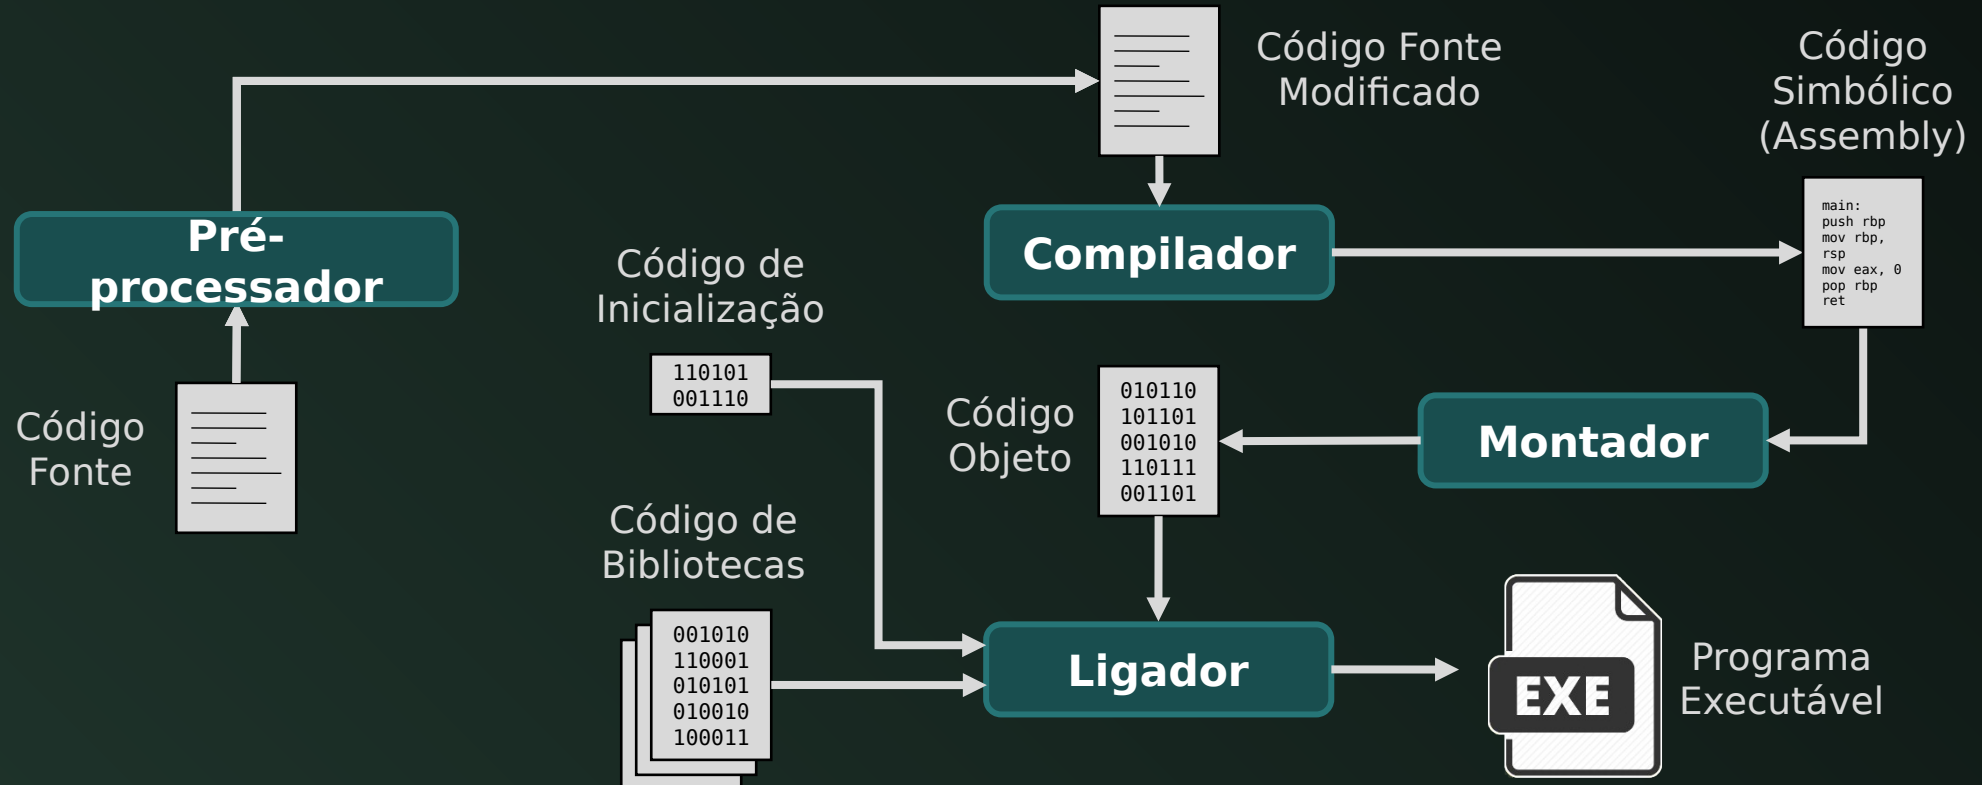 Código Fonte
Modificado
Código
Simbólico
(Assembly)
main:
push rbp
mov rbp,
rsp
mov eax, 0
pop rbp
ret
Pré-
processador
Compilador
Código de
Inicialização
110101
001110
Código
Fonte
Código
Objeto
010110
101101
001010
110111
001101
Montador
Código de
Bibliotecas
001010
110001
010101
010010
100011
Ligador
EXE
Programa
Executável